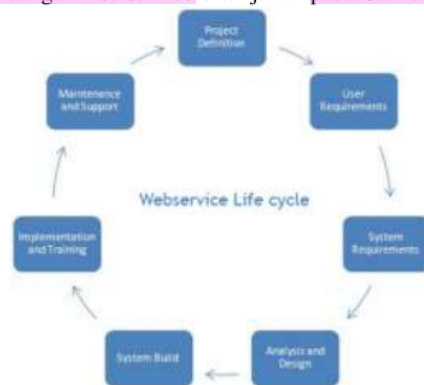 Project
Definition
User
Requirements
System
Requirements
Analysis and
Design
System Build
Implementation
and Training
Maintenance
and Support
Webservice Life cycle